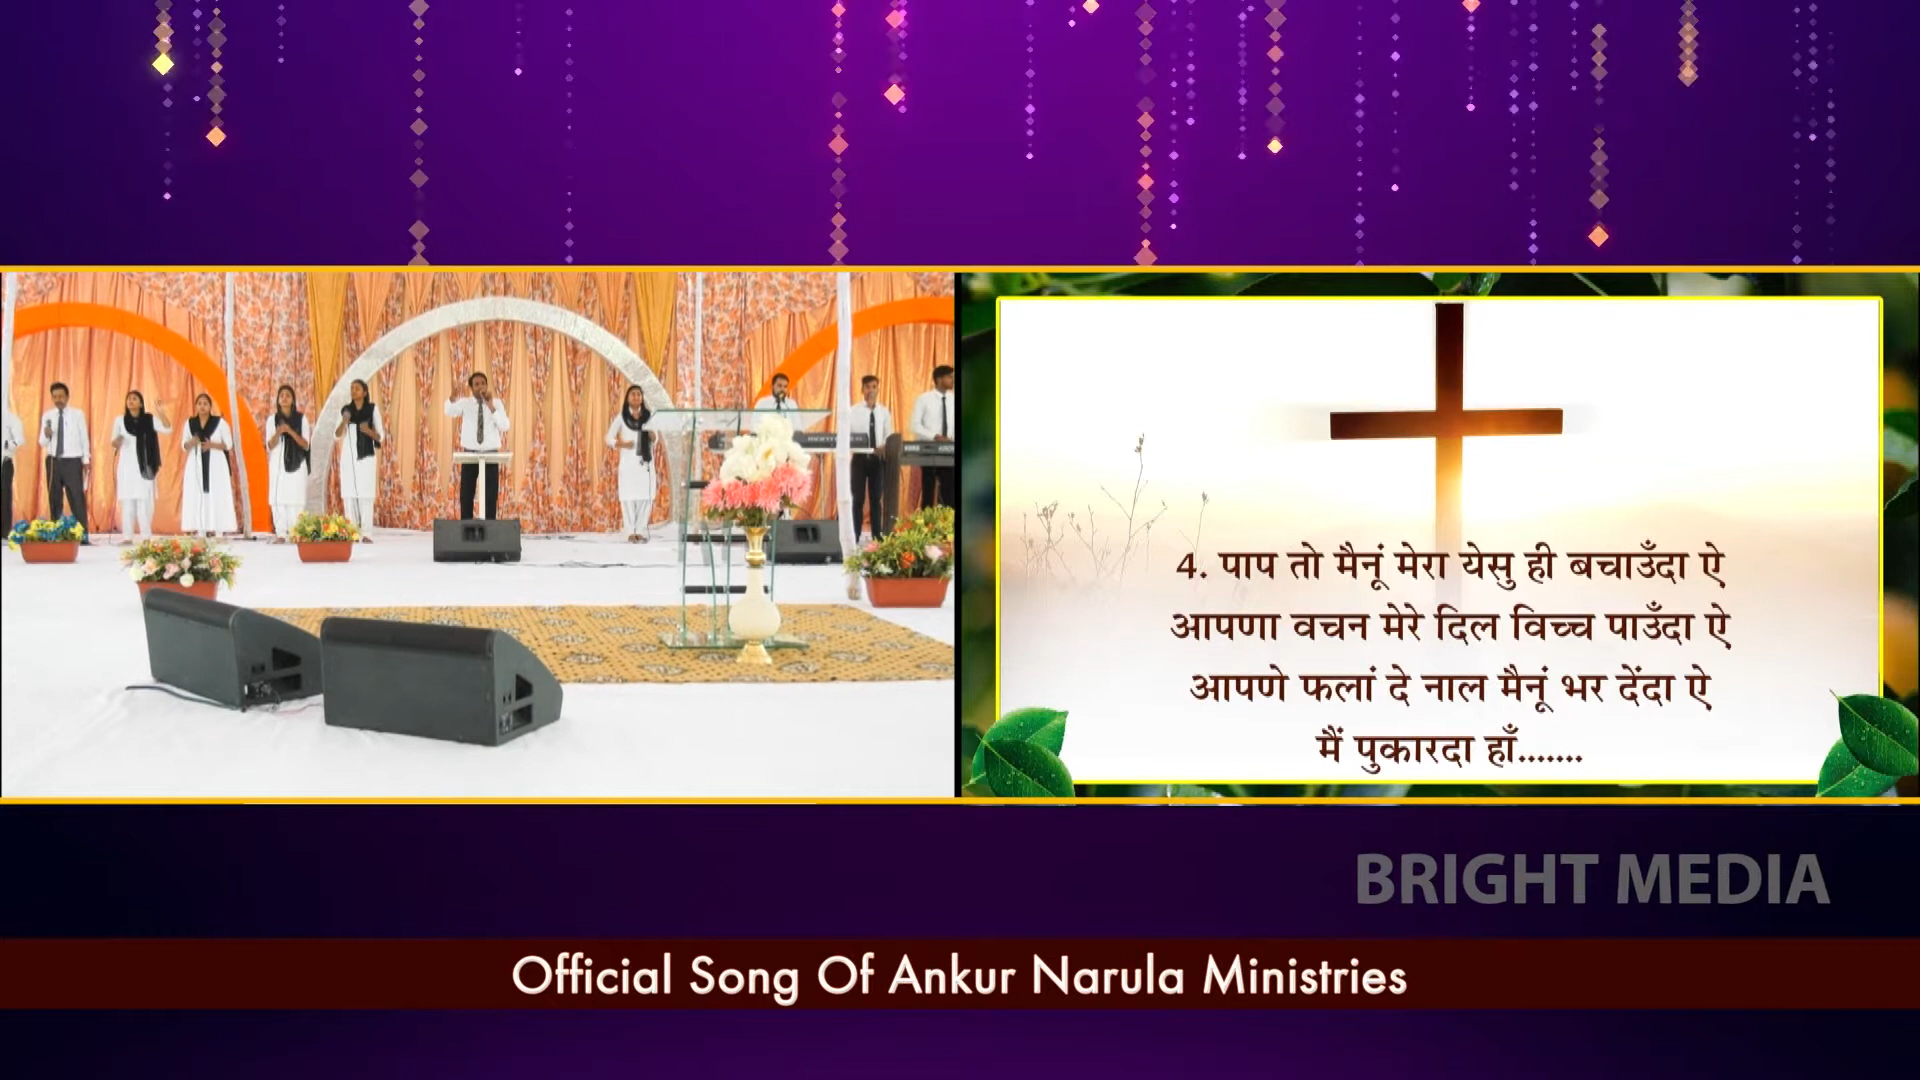 4. पाप तो मैनूं मेरा येसु ही बचाउँदा ऐ
आपणा वचन मेरे दिल विच्च पाउँदा ऐ
आपणे फलां दे नाल मैनूं भर देंदा ऐ
मैं पुकारदा हाँ.......
BRIGHT MEDIA
Official Song Of Ankur Narula Ministries